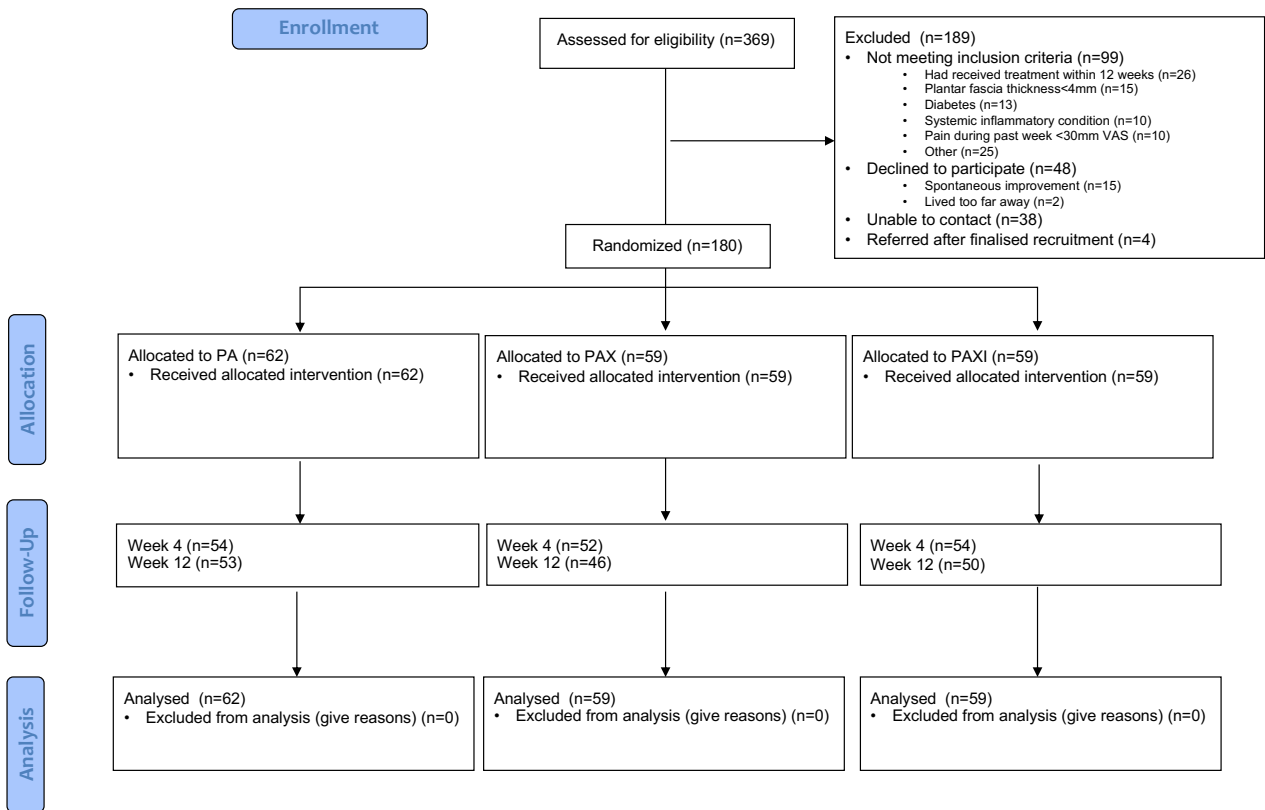 Enrollment
Assessed for eligibility (n=369)
Excluded (n=189)
• Not meeting inclusion criteria (n=99)
• Had received treatment within 12 weeks (n=26)
• Plantar fascia thickness<4mm (n=15)
• Diabetes (n=13)
• Systemic inflammatory condition (n=10)
• Pain during past week <30mm VAS (n=10)
• Other (n=25)
• Declined to participate (n=48)
• Spontaneous improvement (n=15)
• Lived too far away (n=2)
• Unable to contact (n=38)
• Referred after finalised recruitment (n=4)
Randomized (n=180)
Allocation
Allocated to PA (n=62)
• Received allocated intervention (n=62)
Allocated to PAX (n=59)
• Received allocated intervention (n=59)
Allocated to PAXI (n=59)
• Received allocated intervention (n=59)
Follow-Up
Week 4 (n=54)
Week 12 (n=53)
Week 4 (n=52)
Week 12 (n=46)
Week 4 (n=54)
Week 12 (n=50)
Analysis
Analysed (n=62)
• Excluded from analysis (give reasons) (n=0)
Analysed (n=59)
• Excluded from analysis (give reasons) (n=0)
Analysed (n=59)
• Excluded from analysis (give reasons) (n=0)